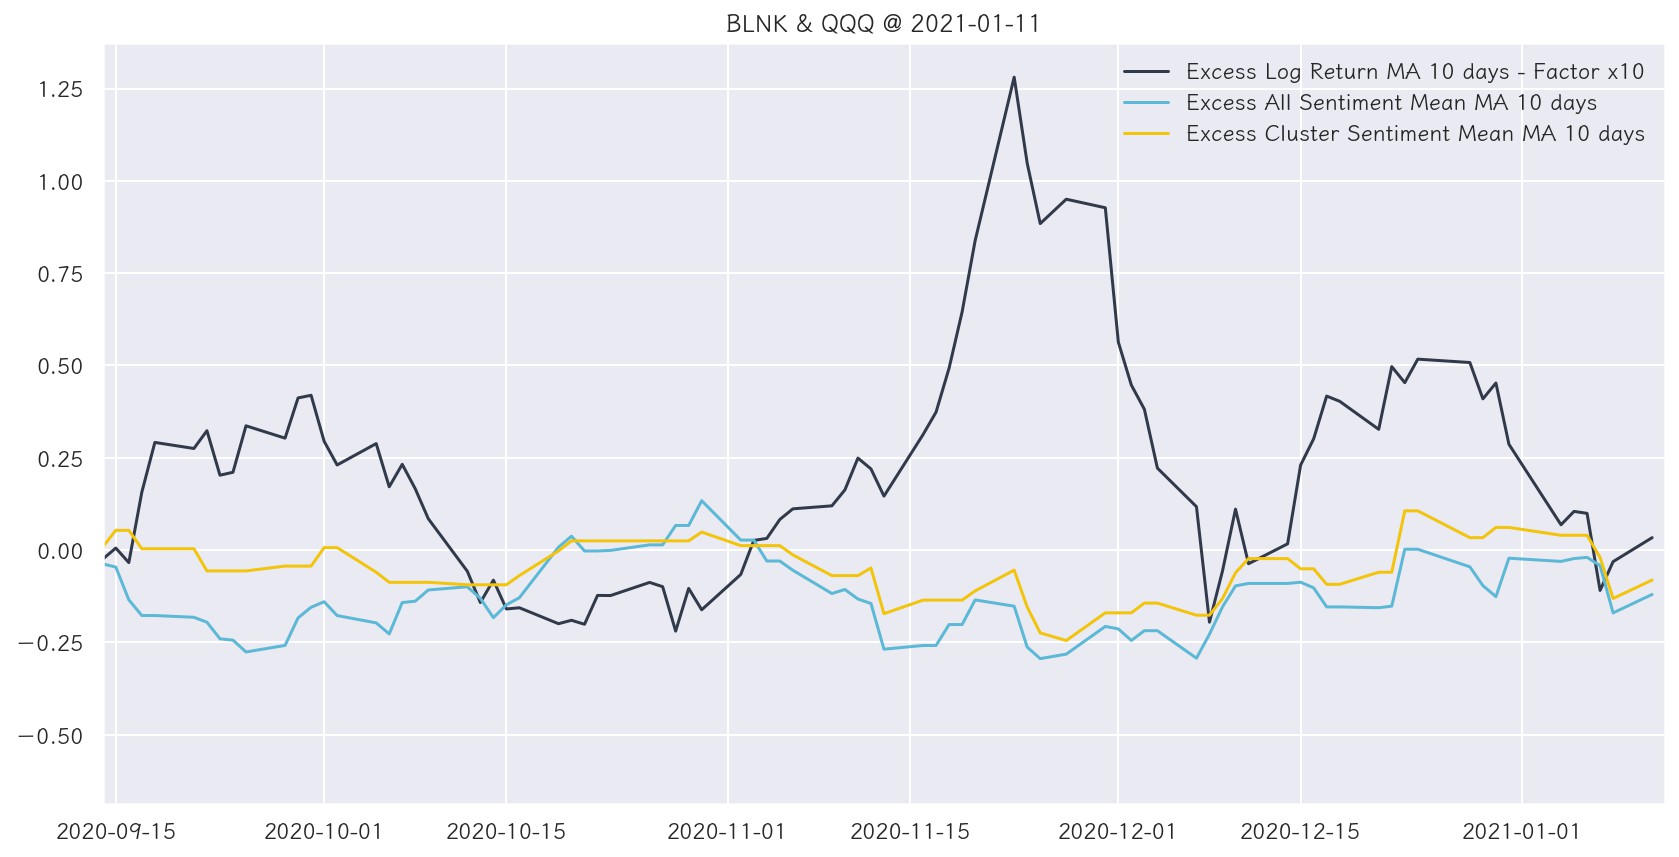 BLNK & QQQ @ 2021-01-11
Excess Log Return MA 10 days - Factor x10
Excess All Sentiment Mean MA 10 days
Excess Cluster Sentiment Mean MA 10 days
1.25
1.00
0.75
0.50
0.25
0.00
−0.25
−0.50
2020-09-15 2020-10-01 2020-10-15 2020-11-01 2020-11-15 2020-12-01 2020-12-15 2021-01-01